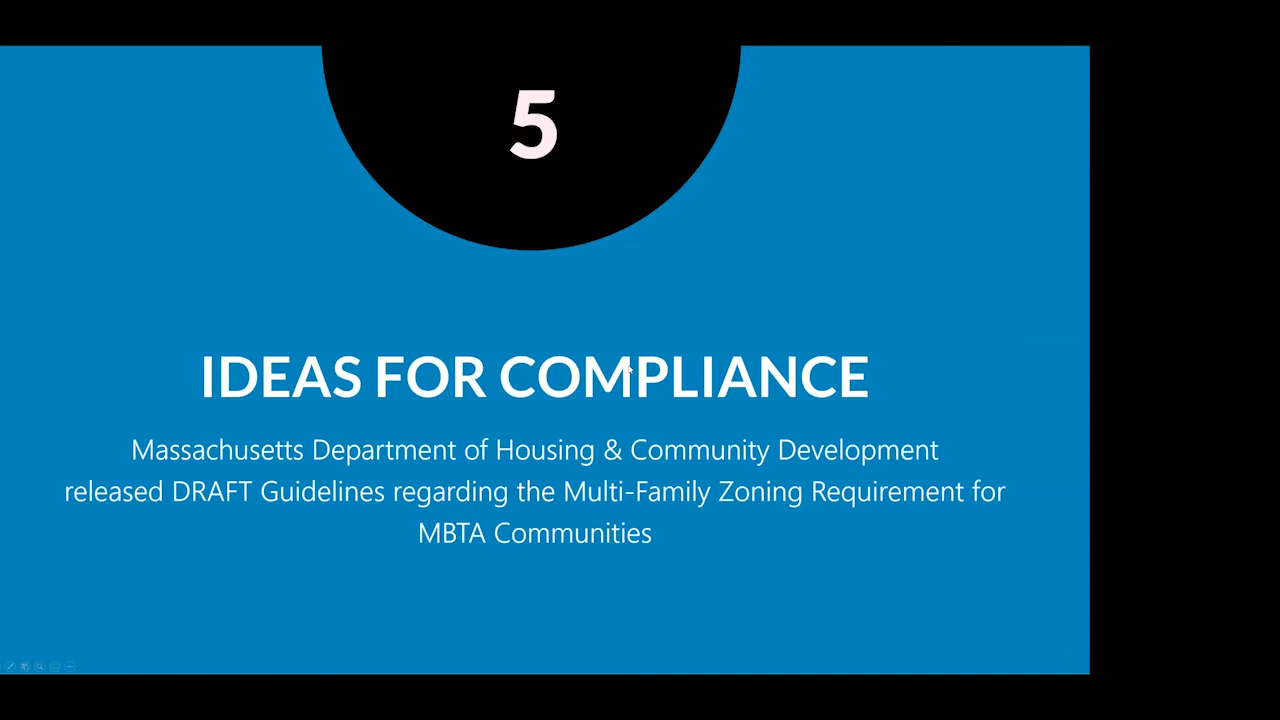 5
IDEAS FOR COMPLIANCE
Massachusetts Department of Housing & Community Development
released DRAFT Guidelines regarding the Multi-Family Zoning Requirement for
MBTA Communities